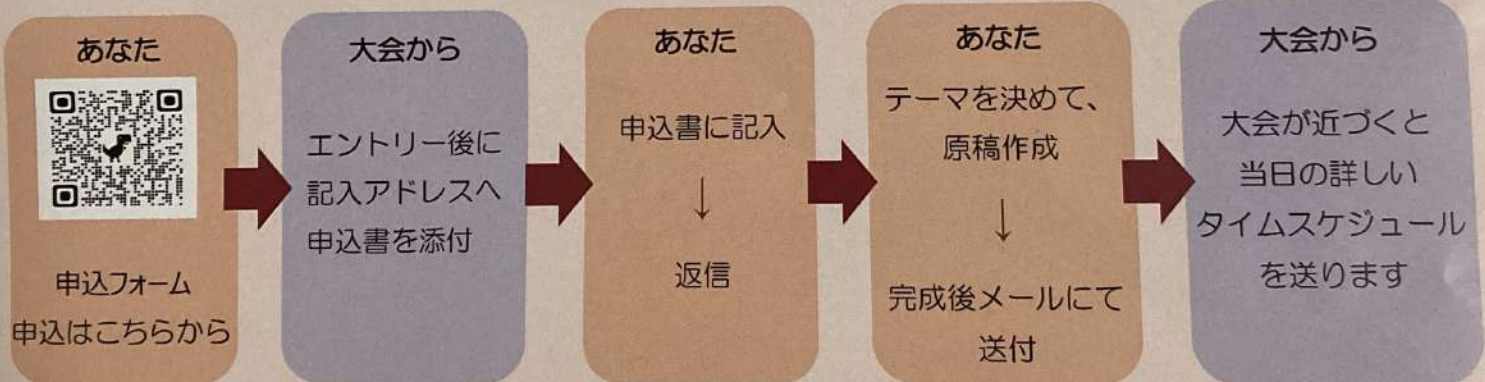 あなた
申込フォーム
申込はこちらから
大会から
エントリー後に
記入アドレスへ
申込書を添付
あなた
申込書に記入
↓
返信
あなた
テーマを決めて、
原稿作成
↓
完成後メールにて
送付
大会から
大会が近づくと
当日の詳しい
タイムスケジュール
を送ります